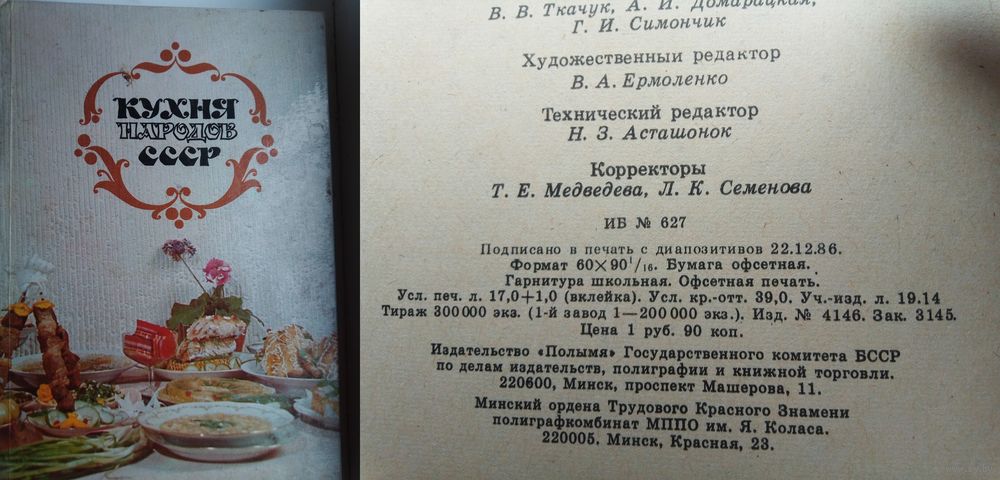 КУХНЯ
НАРОДОВ
СССР
В. В. Ткачук, А. И. Домарацкая,
Г. И. Симончик
Художественный редактор
В. А. Ермоленко
Технический редактор
Н. З. Асташонок
Корректоры
Т. Е. Медведева, Л. К. Семенова
ИБ № 627
Подписано в печать с диапозитивов 22.12.86.
Формат 60×90¹/₁₆. Бумага офсетная.
Гарнитура школьная. Офсетная печать.
Усл. печ. л. 17,0+1,0 (вклейка). Усл. кр.-отт. 39,0. Уч.-изд. л. 19.14
Тираж 300 000 экз. (1-й завод 1—200 000 экз.). Изд. № 4146. Зак. 3145.
Цена 1 руб. 90 коп.
Издательство «Полымя» Государственного комитета БССР
по делам издательств, полиграфии и книжной торговли.
220600, Минск, проспект Машерова, 11.
Минский ордена Трудового Красного Знамени
полиграфкомбинат МППО им. Я. Коласа.
220005. Минск, Красная, 23.